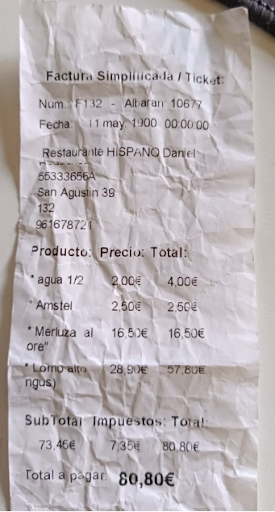 Factura Simplificada / Ticket:
Num.: F132 - Albaran: 10677
Fecha: 11 may. 1900 00:00:00
Restaurante HISPANO Daniel
55333656A
San Agustin 39
132
961678721
Producto: Precio: Total:
* agua 1/2 2,00€ 4,00€
* Amstel 2,50€ 2,50€
* Merluza al 16,50€ 16,50€
ore"
* Lomo alto 28,90€ 57,80€
ngus)
SubTotal Impuestos: Total:
73,45€ 7,35€ 80,80€
Total a pagar: 80,80€